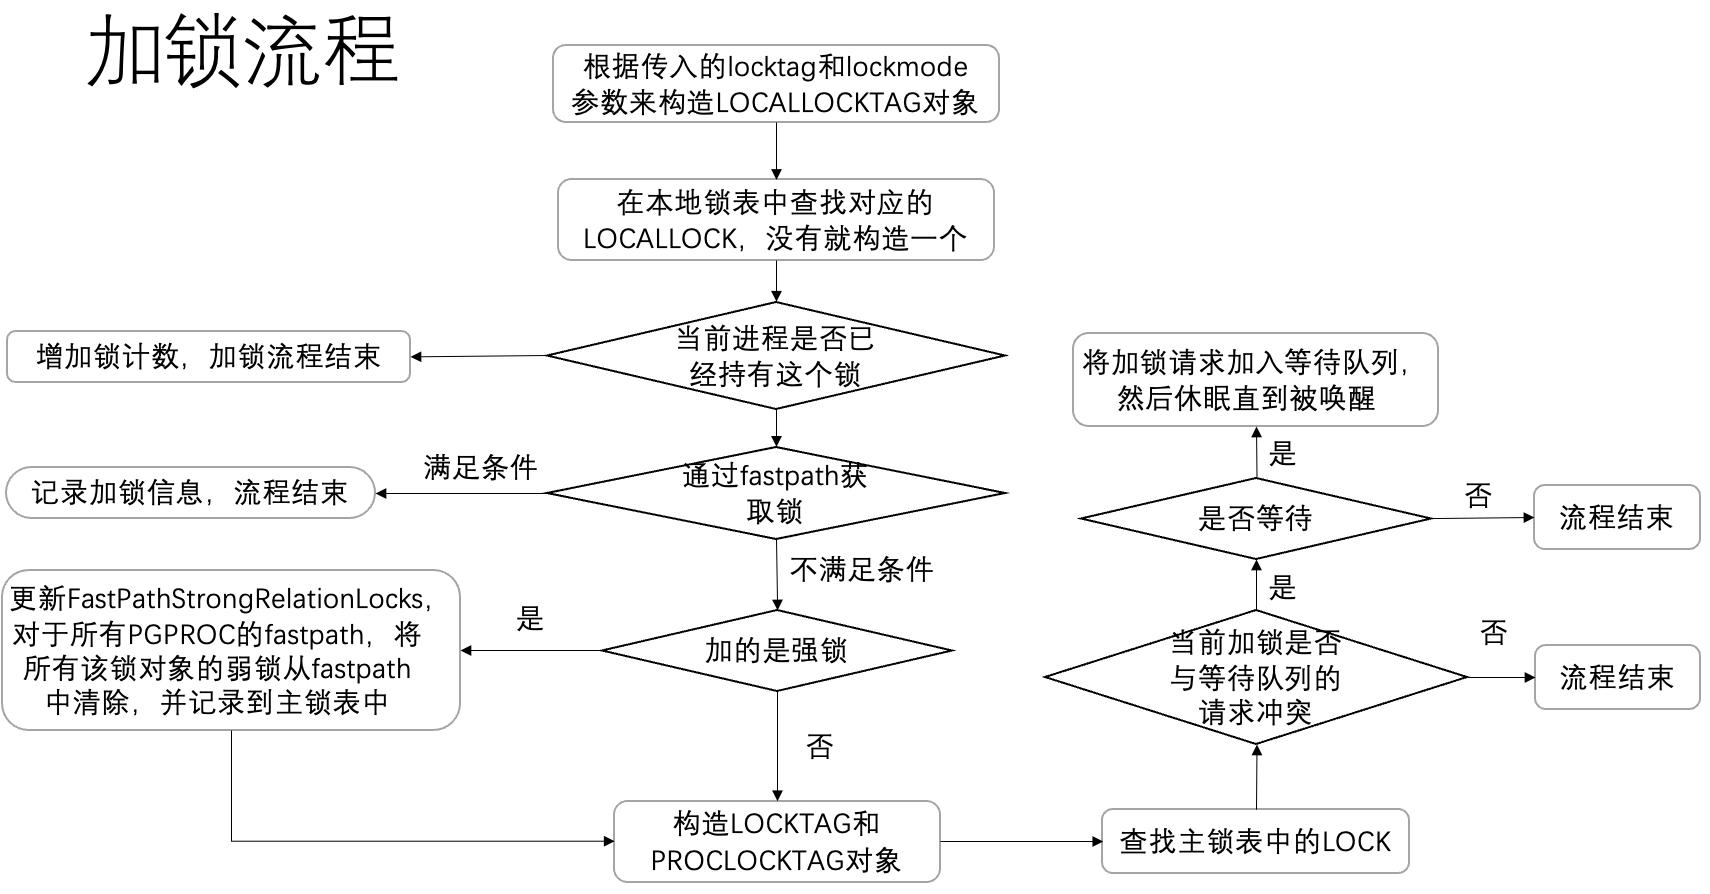 加锁流程
根据传入的locktag和lockmode
参数来构造LOCALLOCKTAG对象
在本地锁表中查找对应的
LOCALLOCK，没有就构造一个
当前进程是否已
经持有这个锁
增加锁计数，加锁流程结束
通过fastpath获
取锁
满足条件
记录加锁信息，流程结束
不满足条件
加的是强锁
是
更新FastPathStrongRelationLocks，
对于所有PGPROC的fastpath，将
所有该锁对象的弱锁从fastpath
中清除，并记录到主锁表中
否
构造LOCKTAG和
PROCLOCKTAG对象
查找主锁表中的LOCK
当前加锁是否
与等待队列的
请求冲突
否
流程结束
是
是否等待
否
流程结束
是
将加锁请求加入等待队列，
然后休眠直到被唤醒